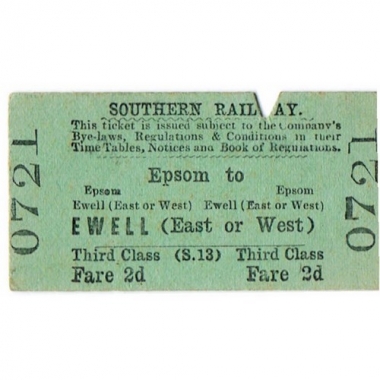 SOUTHERN RAIL AY.
This ticket is issued subject to the Company's
Bye-laws, Regulations & Conditions in their
Time Tables, Notices and Book of Regulations.
0721
Epsom to
Epsom Epsom
Ewell (East or West) Ewell (East or West)
EWELL (East or West)
Third Class (S.13) Third Class
Fare 2d Fare 2d
0721